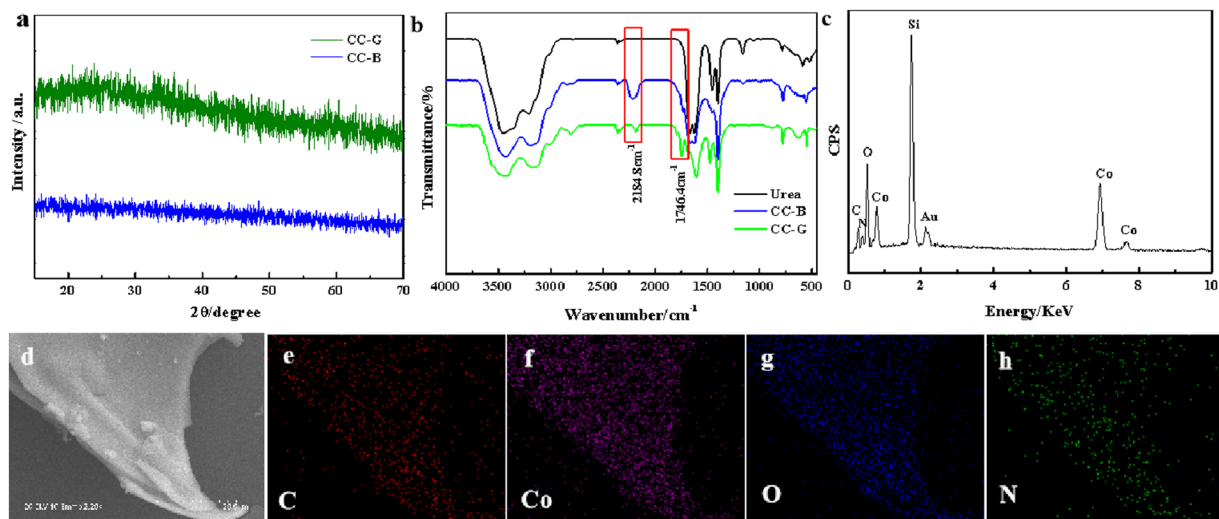 a
CC-G
CC-B
Intensity / a.u.
20 30 40 50 60 70
2θ/degree
b
Transmittance/%
2184.8cm-1
1746.4cm-1
Urea
CC-B
CC-G
4000 3500 3000 2500 2000 1500 1000 500
Wavenumber/cm-1
c
CPS
Si
O
C
N
Co
Au
Co
Co
0 2 4 6 8 10
Energy/KeV
d
e
C
f
Co
g
O
h
N